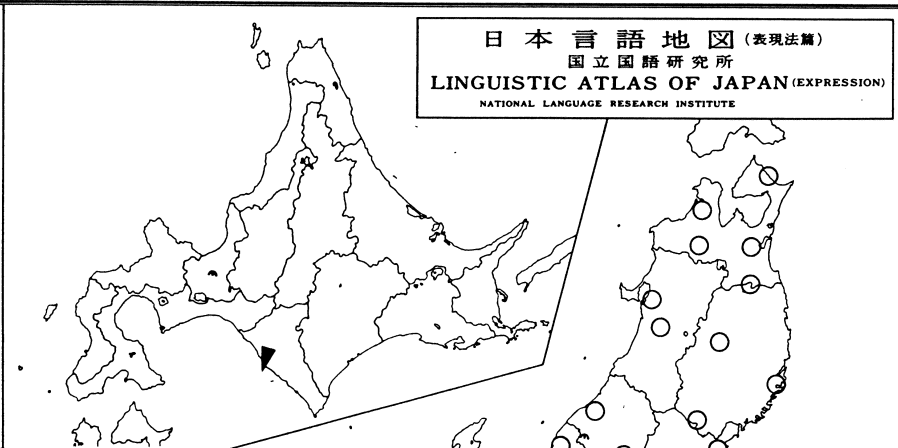 日本言語地図(表現法篇)
国立国語研究所
LINGUISTIC ATLAS OF JAPAN (EXPRESSION)
NATIONAL LANGUAGE RESEARCH INSTITUTE